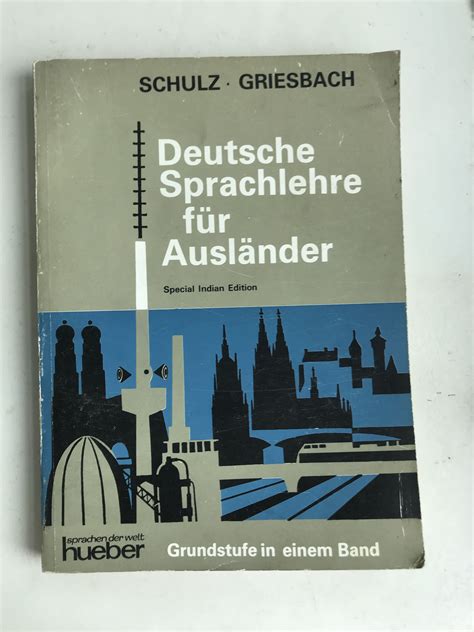 SCHULZ · GRIESBACH
Deutsche
Sprachlehre
für
Ausländer
Special Indian Edition
sprachen der welt
hueber
Grundstufe in einem Band